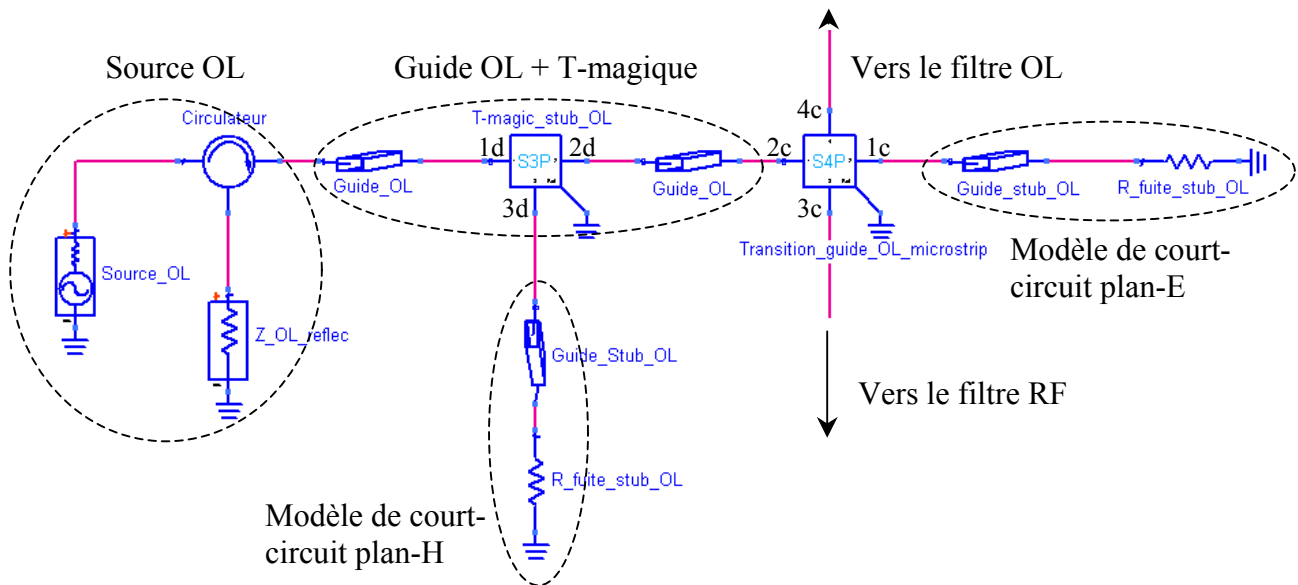 Source OL
Guide OL + T-magique
Vers le filtre OL
Circulateur
T-magic_stub_OL
4c
1d
S3P
2d
2c
S4P
1c
Guide_OL
Ref
Guide_OL
Ref
Guide_stub_OL
R_fuite_stub_OL
3d
3c
Transition_guide_OL_microstrip
Modèle de court-
circuit plan-E
Source_OL
Z_OL_reflec
Guide_Stub_OL
Vers le filtre RF
R_fuite_stub_OL
Modèle de court-
circuit plan-H